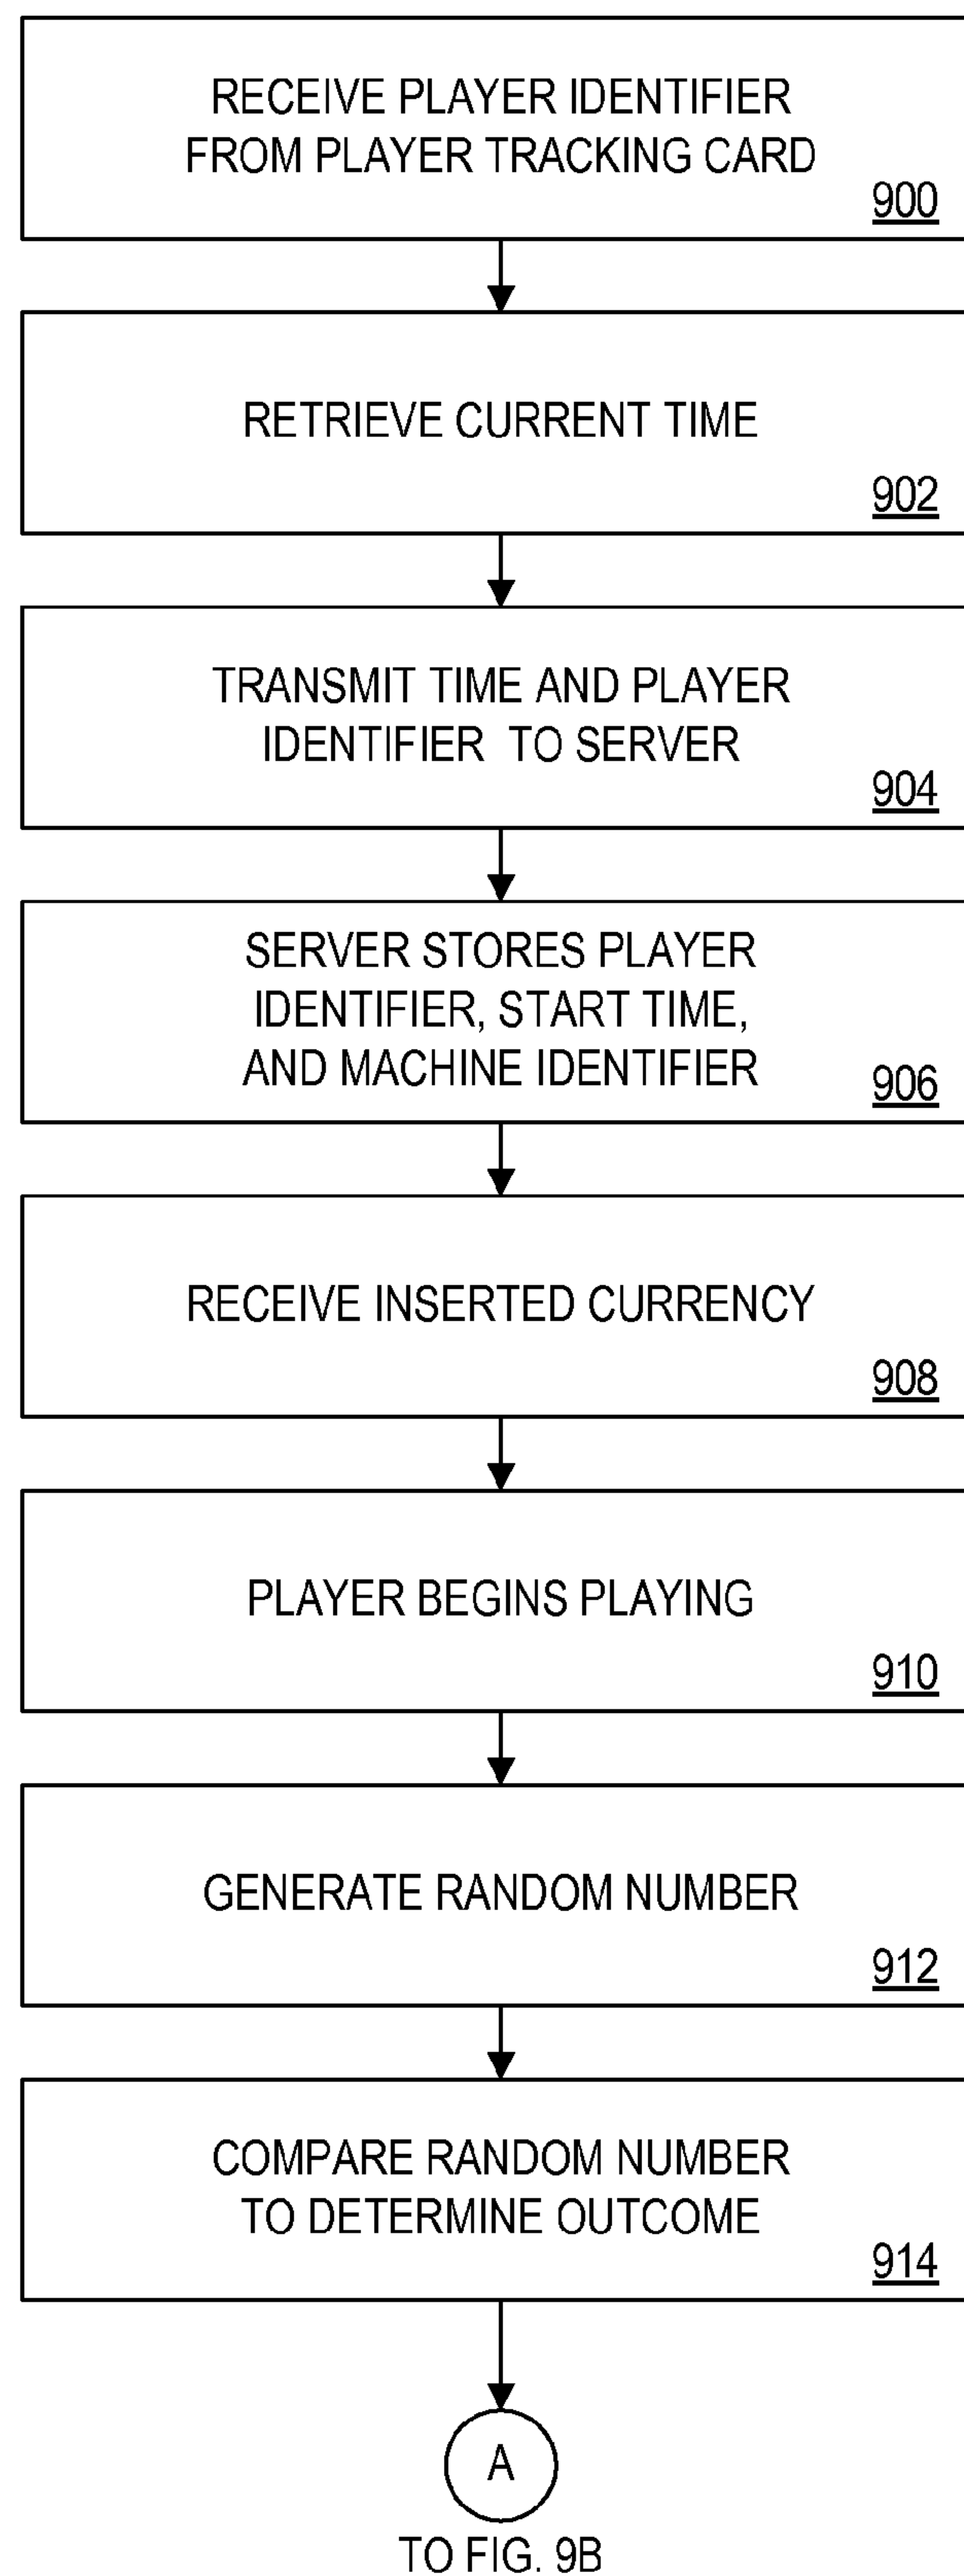 RECEIVE PLAYER IDENTIFIER
FROM PLAYER TRACKING CARD
900
RETRIEVE CURRENT TIME
902
TRANSMIT TIME AND PLAYER
IDENTIFIER TO SERVER
904
SERVER STORES PLAYER
IDENTIFIER, START TIME,
AND MACHINE IDENTIFIER
906
RECEIVE INSERTED CURRENCY
908
PLAYER BEGINS PLAYING
910
GENERATE RANDOM NUMBER
912
COMPARE RANDOM NUMBER
TO DETERMINE OUTCOME
914
A
TO FIG. 9B